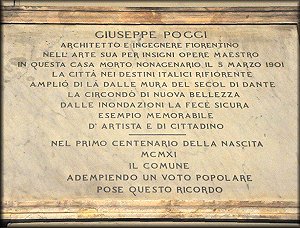 GIUSEPPE POGGI
ARCHITETTO E INGEGNERE FIORENTINO
NELL'ARTE SUA PER INSIGNI OPERE MAESTRO
IN QUESTA CASA MORTO NONAGENARIO IL 5 MARZO 1901
LA CITTÀ NEI DESTINI ITALICI RIFIORENTE
AMPLIÒ DI LÀ DALLE MURA DEL SECOL DI DANTE
LA CIRCONDÒ DI NUOVA BELLEZZA
DALLE INONDAZIONI LA FECE SICURA
ESEMPIO MEMORABILE
D'ARTISTA E DI CITTADINO
NEL PRIMO CENTENARIO DELLA NASCITA
MCMXI
IL COMUNE
ADEMPIENDO UN VOTO POPOLARE
POSE QUESTO RICORDO